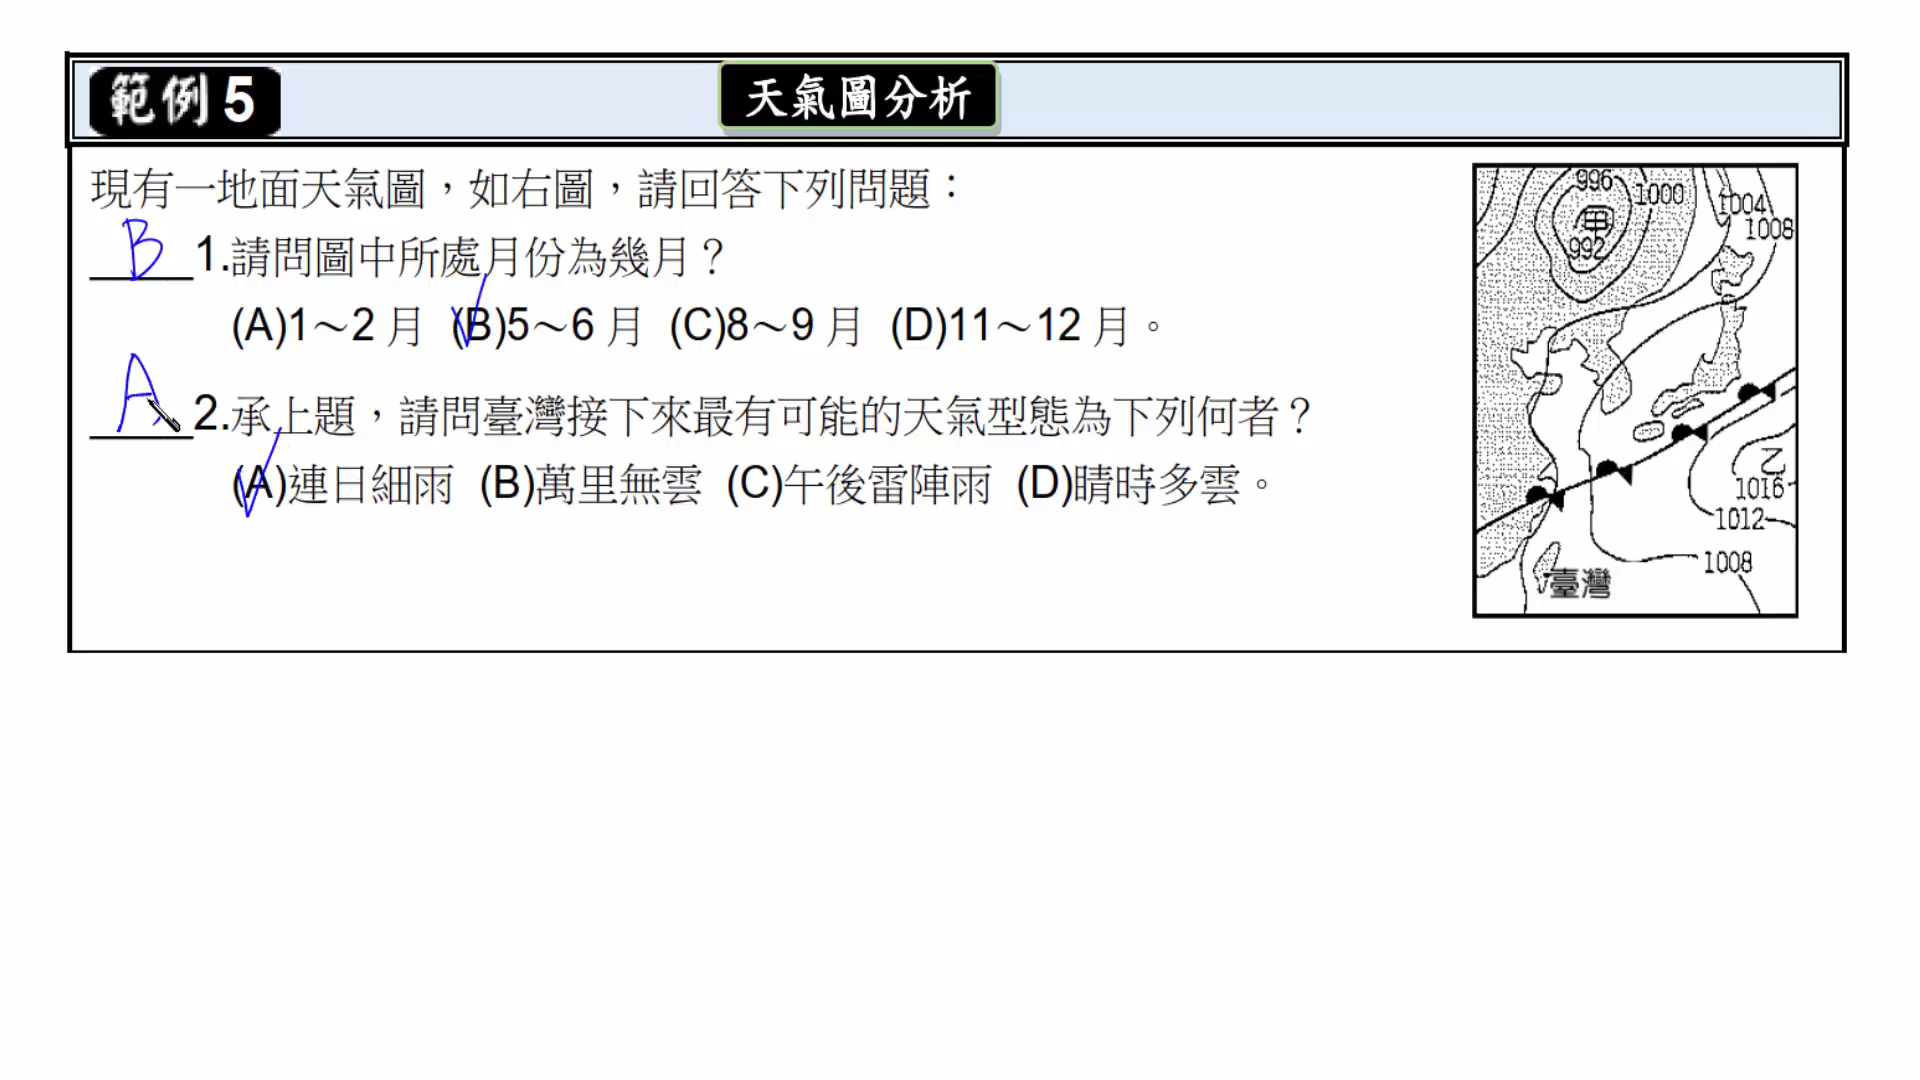 範例 5
天氣圖分析
現有一地面天氣圖，如右圖，請回答下列問題：
B 1.請問圖中所處月份為幾月？
(A)1～2 月 (B)5～6 月 (C)8～9 月 (D)11～12 月。
A 2.承上題，請問臺灣接下來最有可能的天氣型態為下列何者？
(A)連日細雨 (B)萬里無雲 (C)午後雷陣雨 (D)晴時多雲。
996
1000
1004
1008
甲
992
乙
1016
1012
1008
臺灣